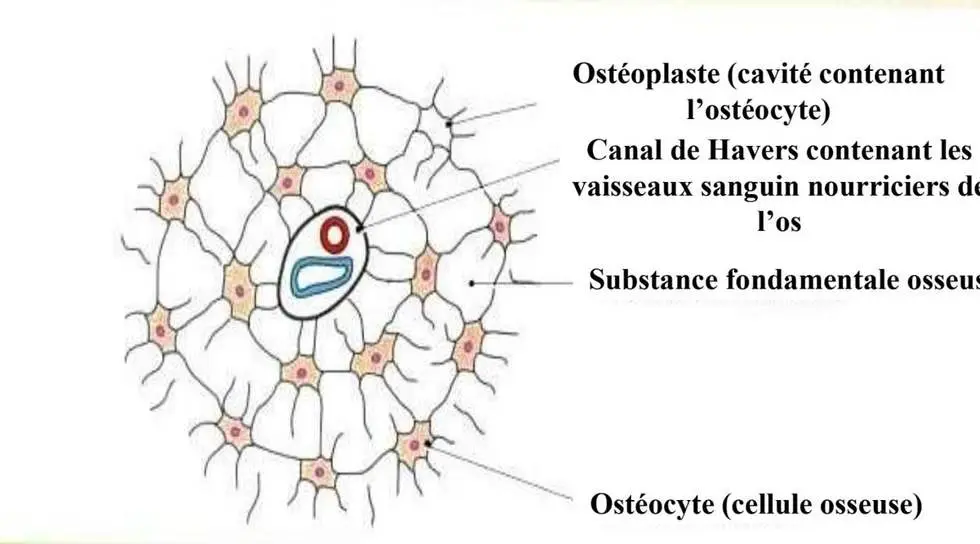 Ostéoplaste (cavité contenant
l’ostéocyte)
Canal de Havers contenant les
vaisseaux sanguin nourriciers de
l’os
Substance fondamentale osseus
Ostéocyte (cellule osseuse)